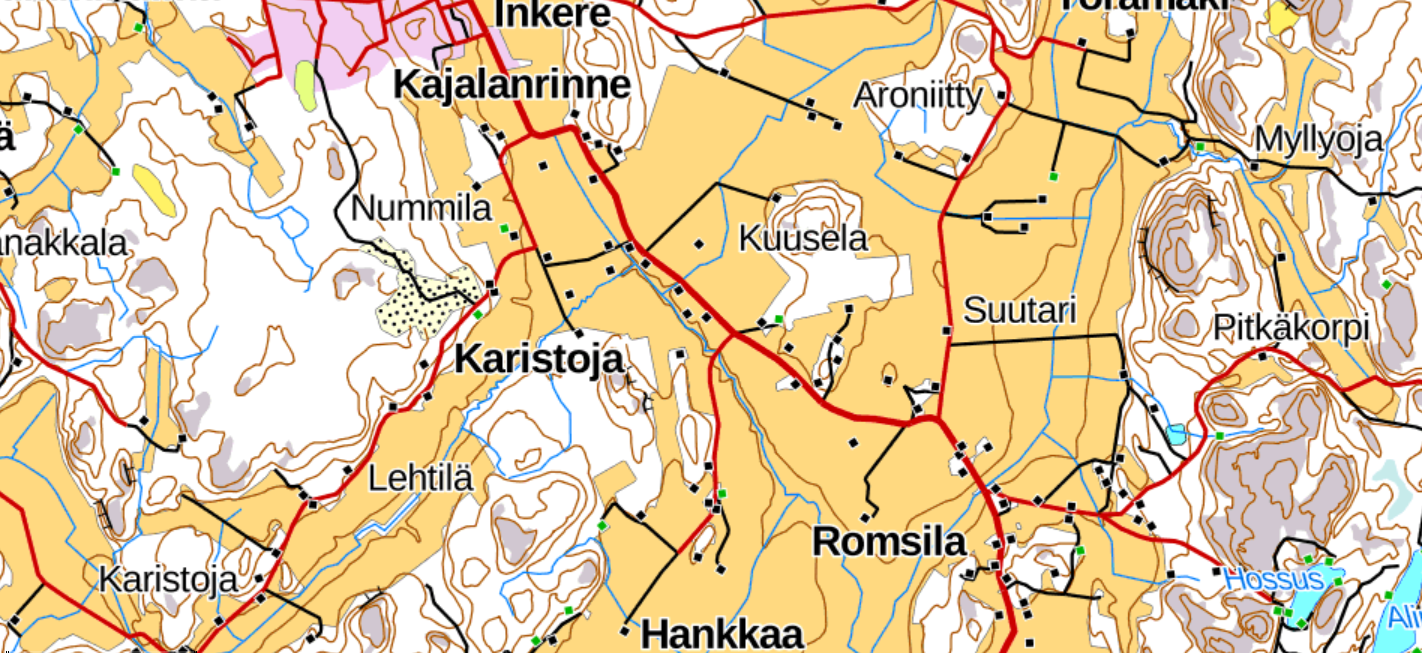 Inkere
Kajalanrinne
Aroniitty
Myllyoja
Nummila
Kuusela
Suutari
Pitkäkorpi
Karistoja
Lehtilä
Romsila
Karistoja
Hossus
Hankkaa